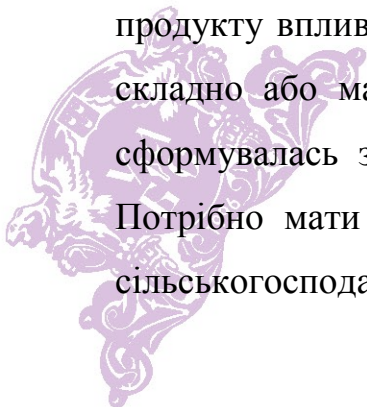 продукту вплив
складно або ма
сформувалась з
Потрібно мати
сільськогоспода